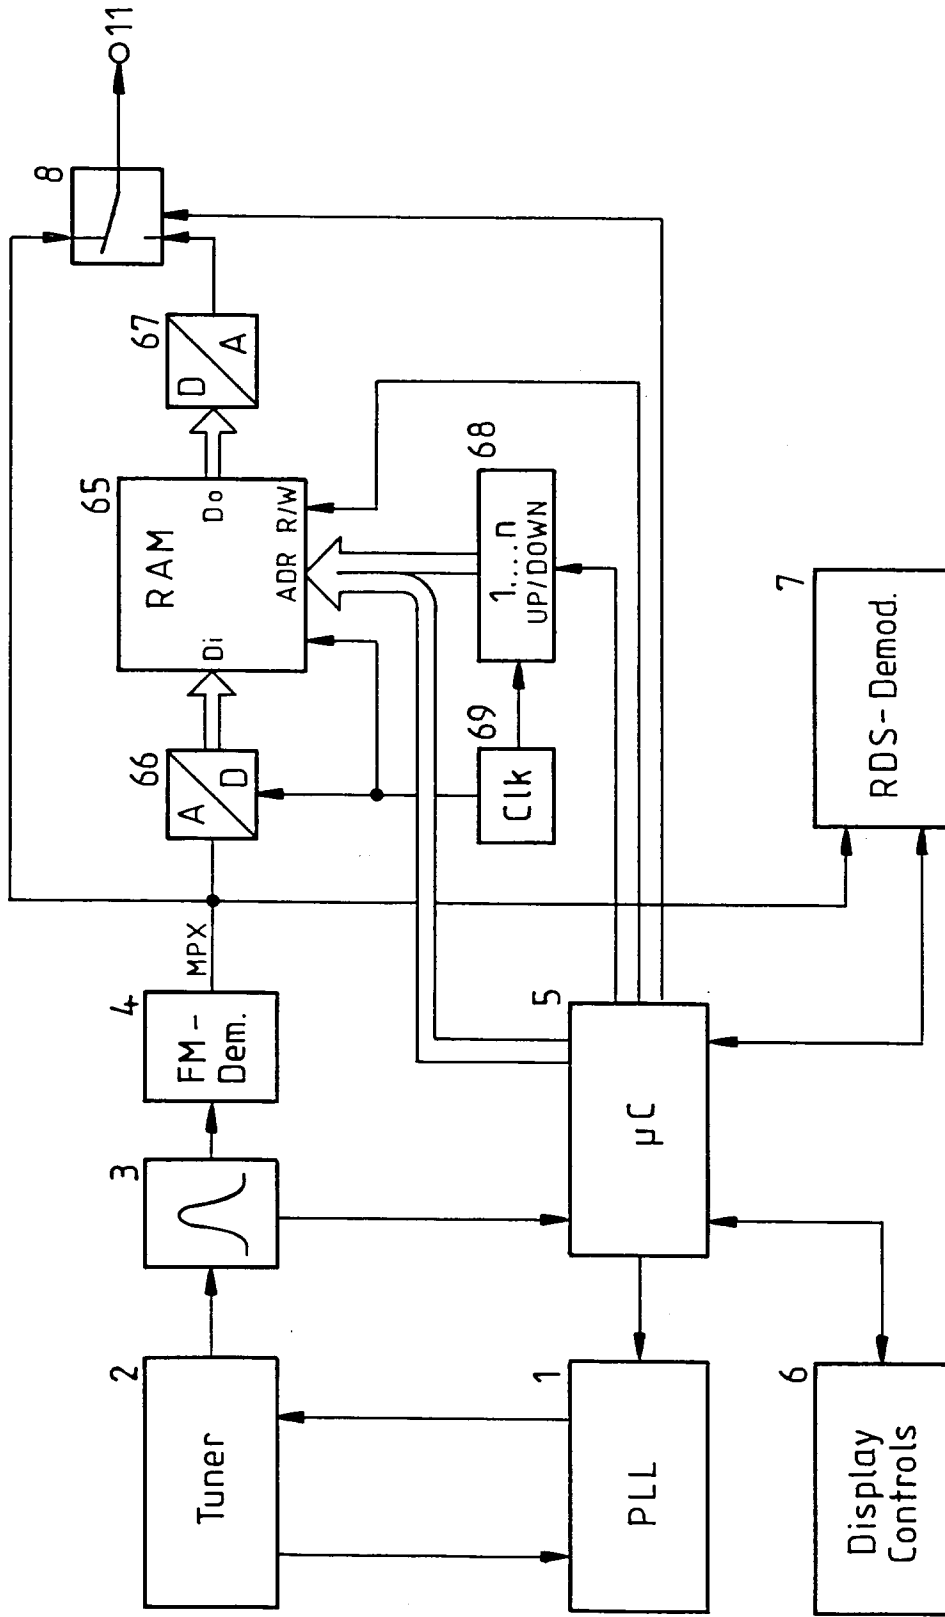 2
Tuner
3
4
FM-
Dem.
MPX
66
A
D
65
RAM
Di
Do
ADR
R/W
67
D
A
8
11
69
Clk
68
1....n
UP/DOWN
1
PLL
5
µC
6
Display
Controls
7
RDS-Demod.